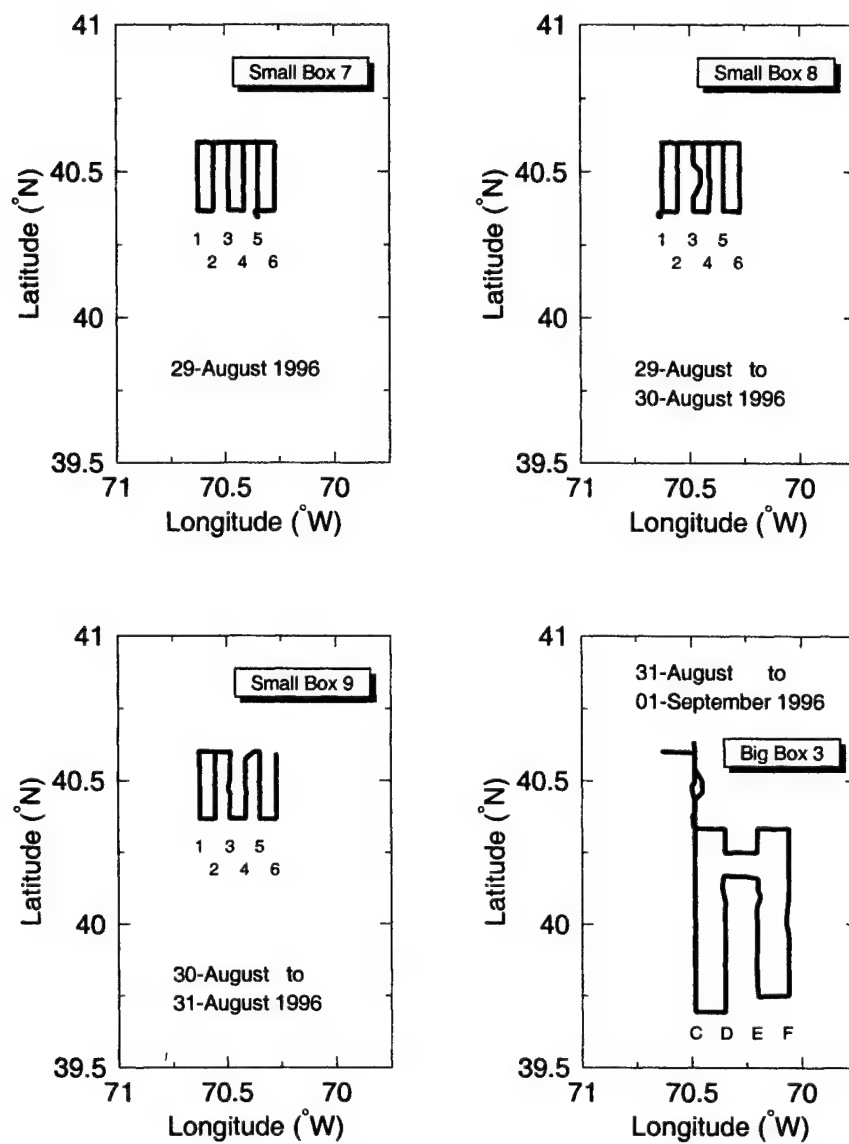 41
Small Box 7
40.5
Latitude (°N)
1 3 5
2 4 6
40
29-August 1996
39.5
71 70.5 70
Longitude (°W)
41
Small Box 8
40.5
Latitude (°N)
1 3 5
2 4 6
40
29-August to
30-August 1996
39.5
71 70.5 70
Longitude (°W)
41
Small Box 9
40.5
Latitude (°N)
1 3 5
2 4 6
40
30-August to
31-August 1996
39.5
71 70.5 70
Longitude (°W)
41
31-August to
01-September 1996
Big Box 3
40.5
Latitude (°N)
40
C D E F
39.5
71 70.5 70
Longitude (°W)